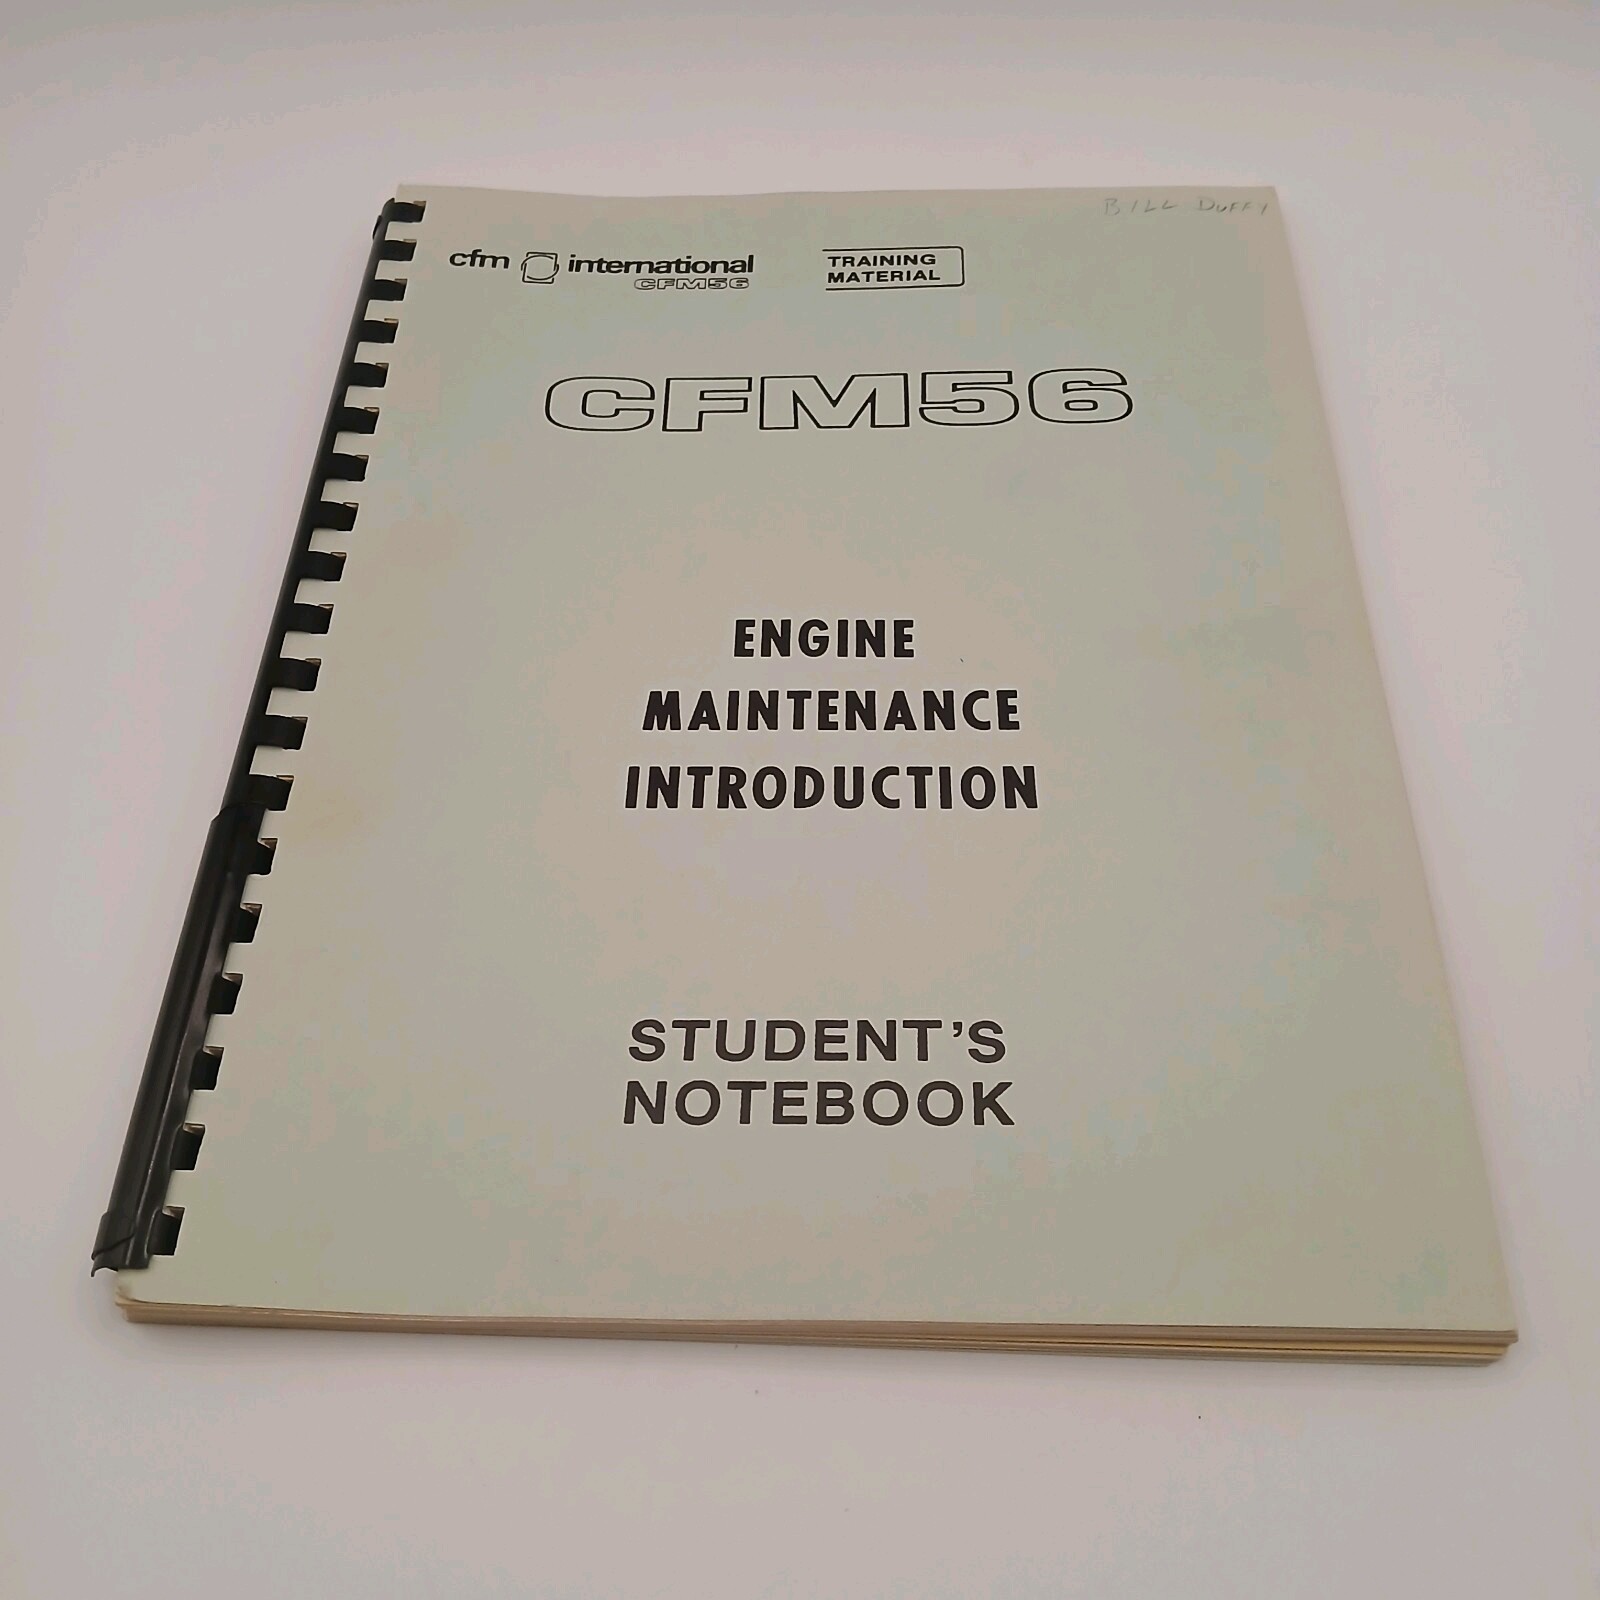 BILL DUFFY
cfm international
CFM56
TRAINING
MATERIAL
CFM56
ENGINE
MAINTENANCE
INTRODUCTION
STUDENT'S
NOTEBOOK